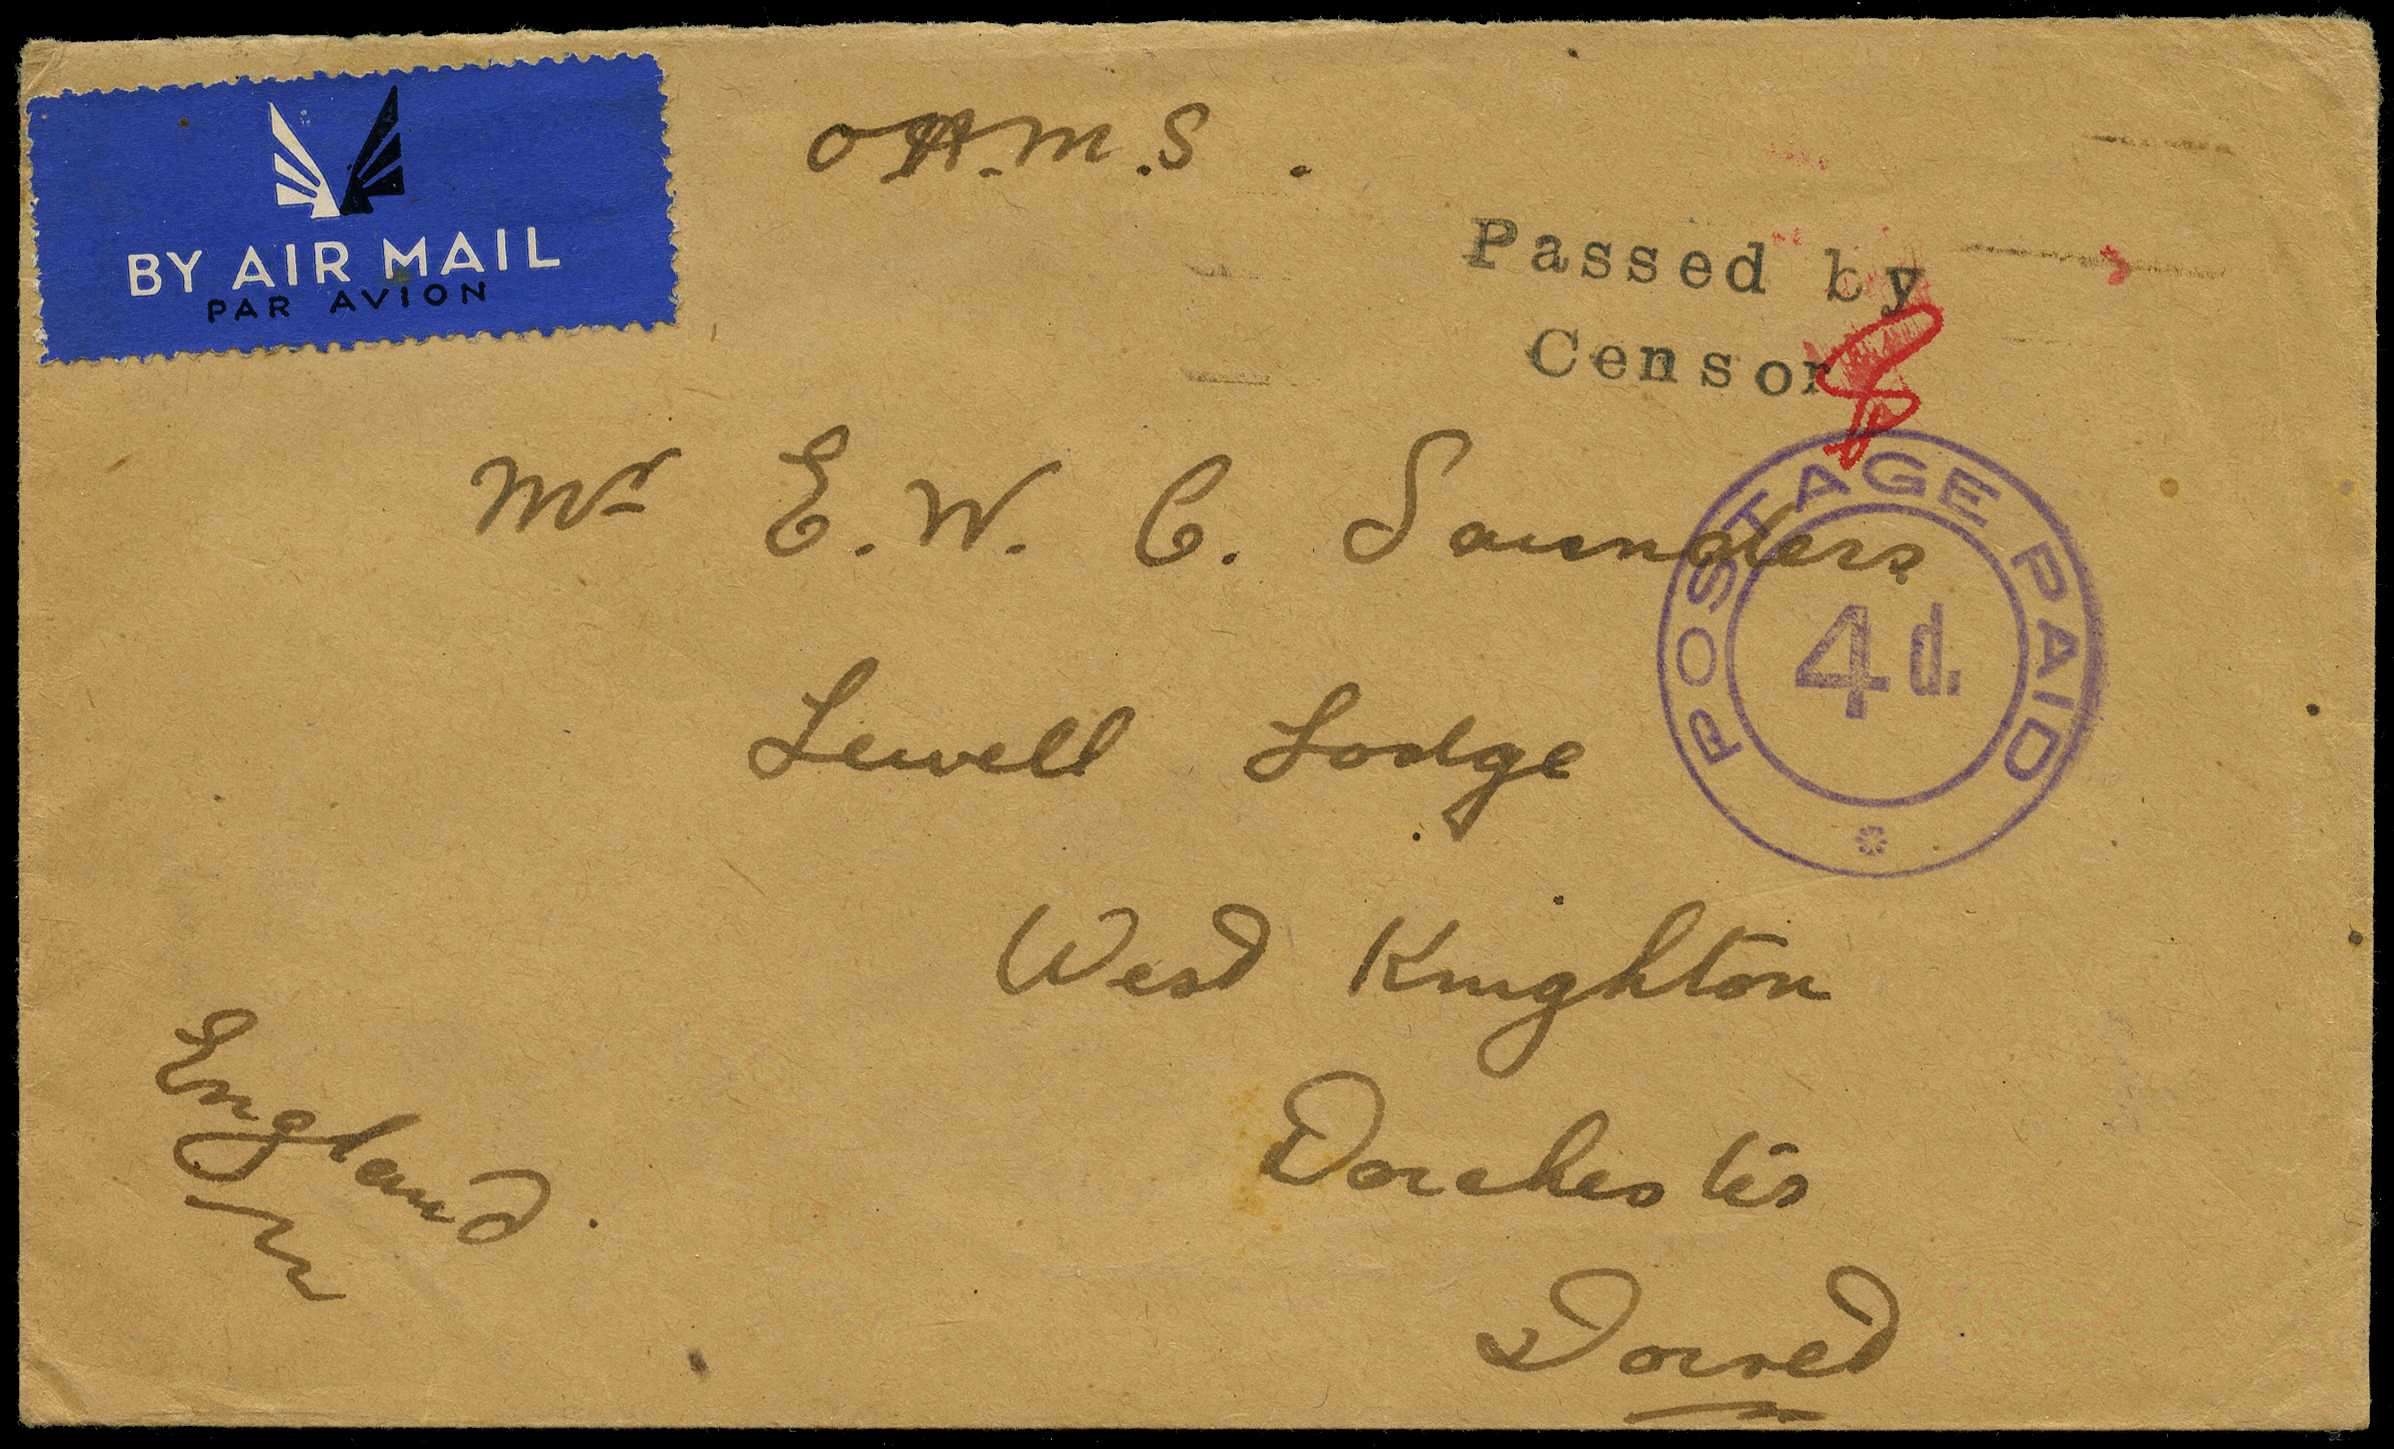 BY AIR MAIL
PAR AVION
O.H.M.S.
Passed by
Censor
POSTAGE PAID
4d.
Mr E. W. C. Saunders
Lewell Lodge
West Knighton
Dorchester
Dorset
England.